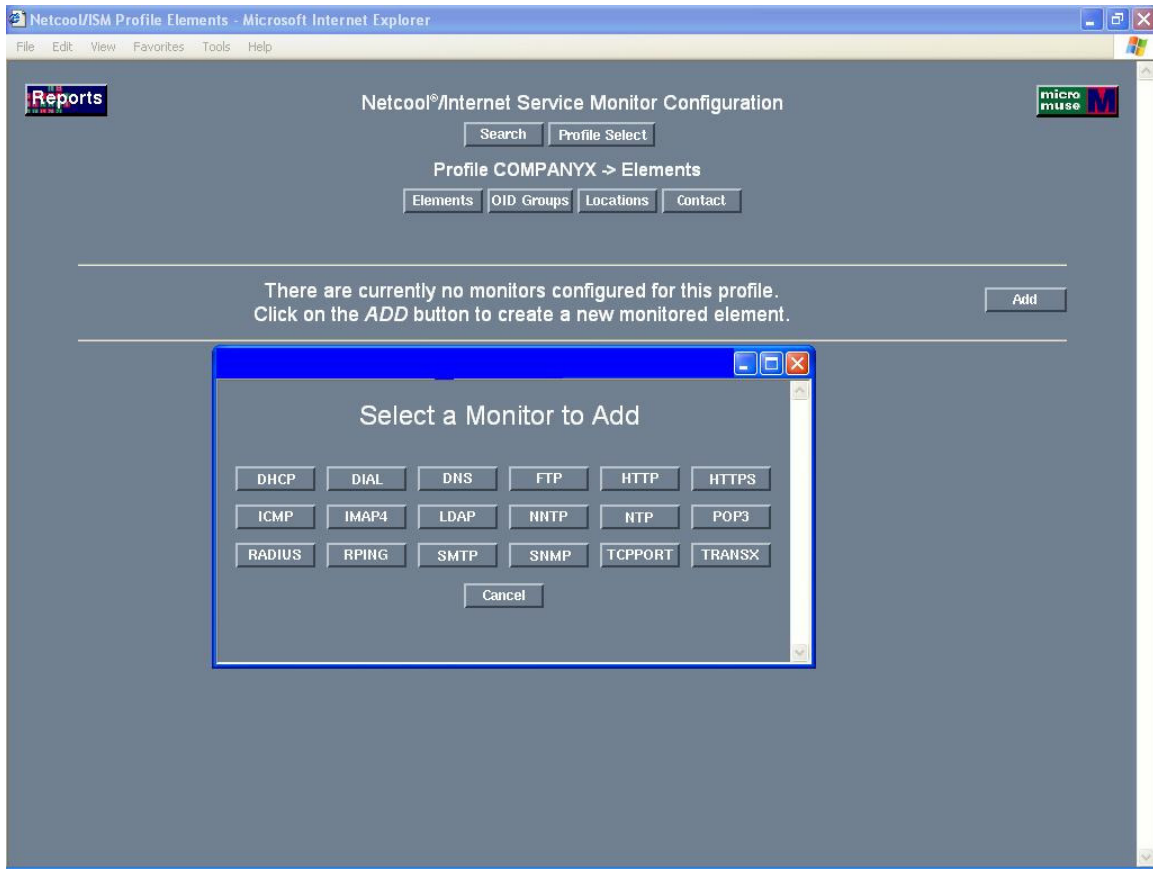 Netcool/ISM Profile Elements - Microsoft Internet Explorer
File Edit View Favorites Tools Help
Reports
Netcool®/Internet Service Monitor Configuration
micro
muse M
Search Profile Select
Profile COMPANYX -> Elements
Elements OID Groups Locations Contact
There are currently no monitors configured for this profile.
Click on the ADD button to create a new monitored element.
Add
Select a Monitor to Add
DHCP DIAL DNS FTP HTTP HTTPS
ICMP IMAP4 LDAP NNTP NTP POP3
RADIUS RPING SMTP SNMP TCPPORT TRANSX
Cancel